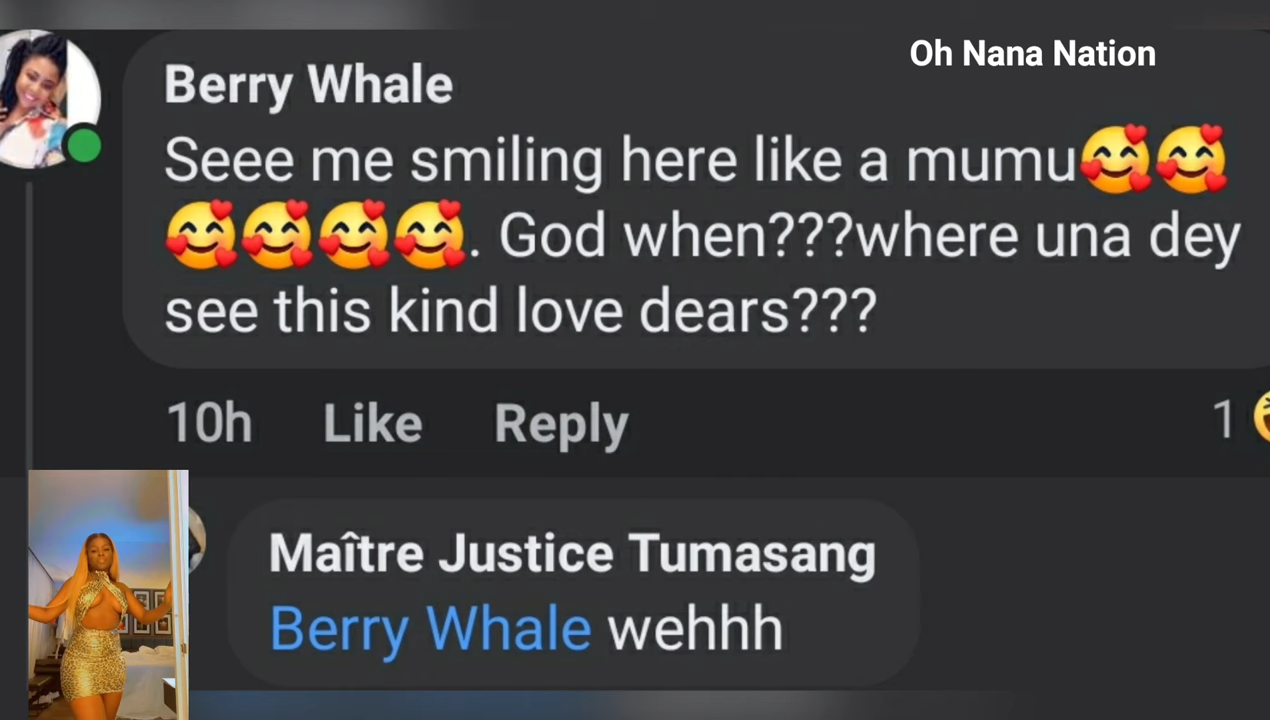 Oh Nana Nation
Berry Whale
Seee me smiling here like a mumu🥰🥰
🥰🥰🥰🥰. God when???where una dey
see this kind love dears???
10h Like Reply 1
Maître Justice Tumasang
Berry Whale wehhh